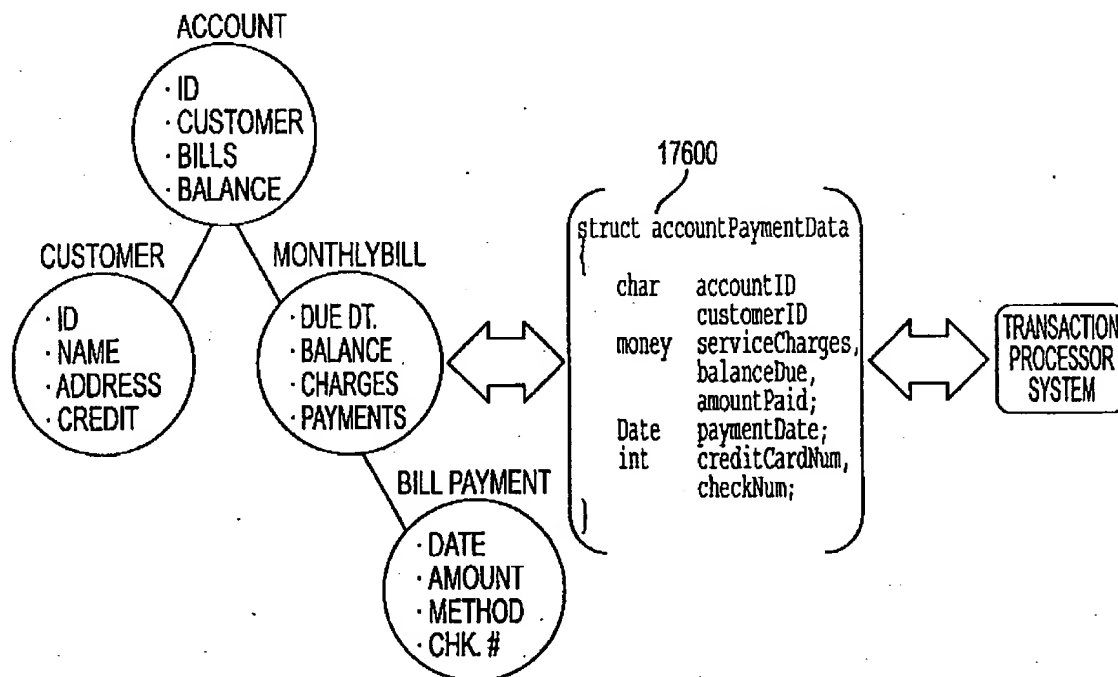 ACCOUNT
· ID
· CUSTOMER
· BILLS
· BALANCE
CUSTOMER
· ID
· NAME
· ADDRESS
· CREDIT
MONTHLYBILL
· DUE DT.
· BALANCE
· CHARGES
· PAYMENTS
BILL PAYMENT
· DATE
· AMOUNT
· METHOD
· CHK. #
17600
struct accountPaymentData
{
char accountID
customerID
money serviceCharges,
balanceDue,
amountPaid;
Date paymentDate;
int creditCardNum,
checkNum;
}
TRANSACTION
PROCESSOR
SYSTEM